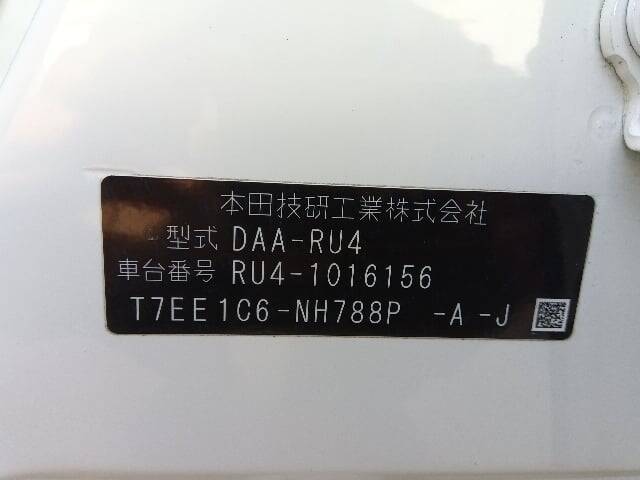 本田技研工業株式会社
型式 DAA-RU4
車台番号 RU4-1016156
T7EE1C6-NH788P -A -J